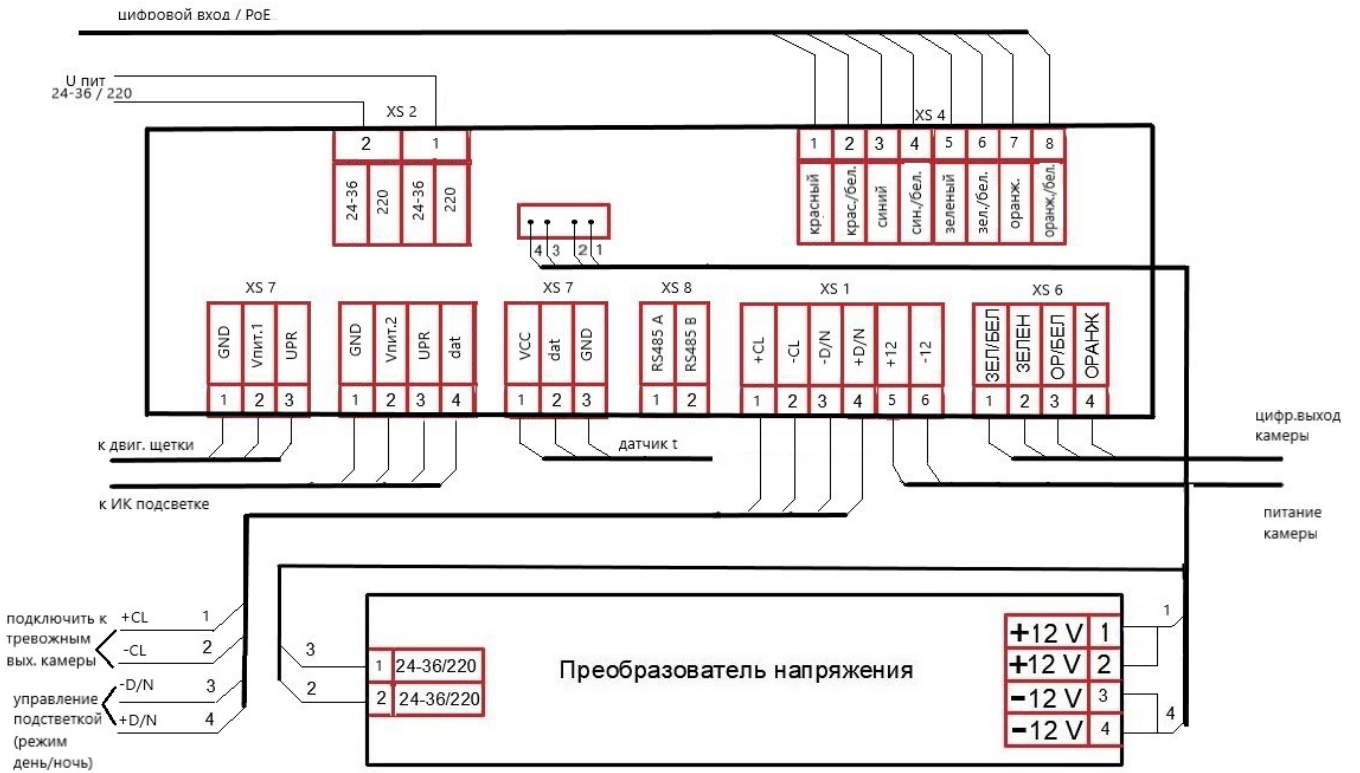 цифровой вход / PoE
U пит
24-36 / 220
XS 2
XS 4
2 1
1 2 3 4 5 6 7 8
24-36
220
24-36
220
красный
крас./бел.
синий
син./бел.
зеленый
зел./бел.
оранж.
оранж./бел.
4 3 2 1
XS 7
XS 7
XS 8
XS 1
XS 6
GND
Vпит.1
UPR
GND
Vпит.2
UPR
dat
VCC
dat
GND
RS485 A
RS485 B
+CL
-CL
-D/N
+D/N
+12
-12
ЗЕЛ/БЕЛ
ЗЕЛЕН
ОР/БЕЛ
ОРАНЖ
1 2 3
1 2 3 4
1 2 3
1 2
1 2 3 4 5 6
1 2 3 4
к двиг. щетки
датчик t
цифр.выход
камеры
к ИК подсветке
питание
камеры
подключить к
тревожным
вых. камеры
+CL 1
-CL 2
управление
подстветкой
(режим
день/ночь)
-D/N 3
+D/N 4
3
2
1 24-36/220
2 24-36/220
Преобразователь напряжения
+12 V 1
+12 V 2
-12 V 3
-12 V 4
1
4